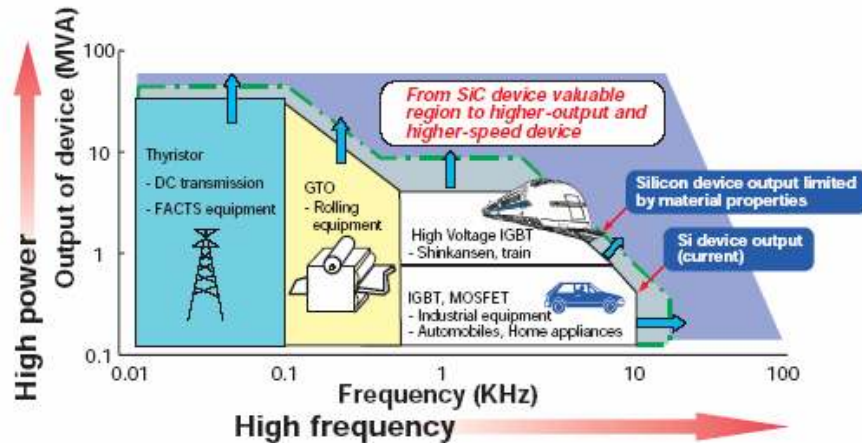 High power
Output of device (MVA)
100
10
1
0.1
From SiC device valuable
region to higher-output and
higher-speed device
Thyristor
- DC transmission
- FACTS equipment
GTO
- Rolling
equipment
High Voltage IGBT
- Shinkansen, train
IGBT, MOSFET
- Industrial equipment
- Automobiles, Home appliances
Silicon device output limited
by material properties
Si device output
(current)
0.01
0.1
1
10
100
Frequency (KHz)
High frequency